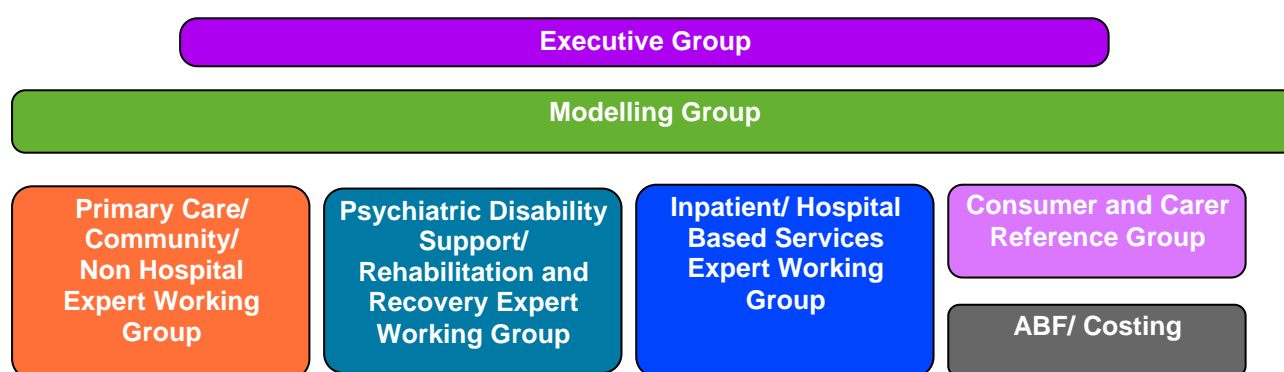 Executive Group
Modelling Group
Primary Care/
Community/
Non Hospital
Expert Working
Group
Psychiatric Disability
Support/
Rehabilitation and
Recovery Expert
Working Group
Inpatient/ Hospital
Based Services
Expert Working
Group
Consumer and Carer
Reference Group
ABF/ Costing